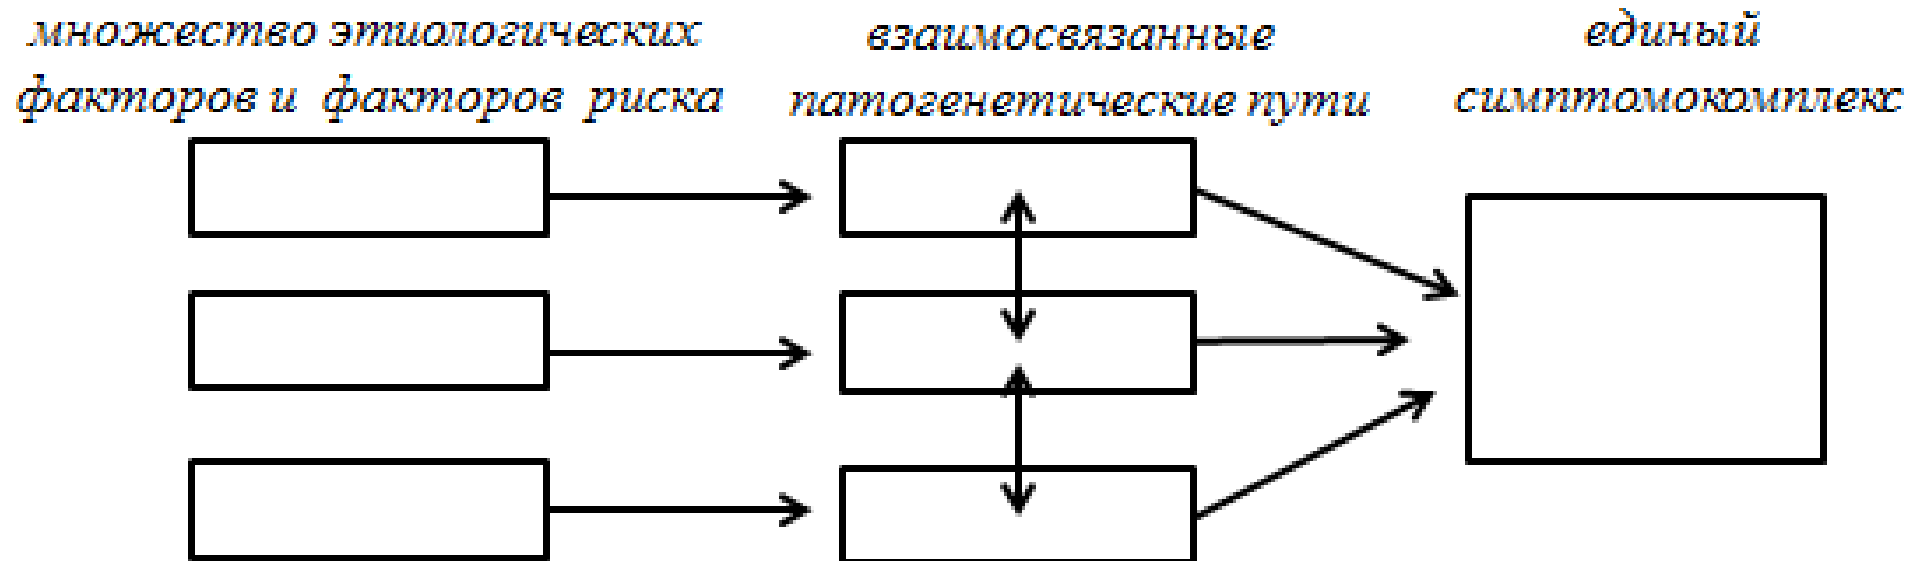 множество этиологических
факторов и факторов риска
взаимосвязанные
патогенетические пути
единый
симптомокомплекс